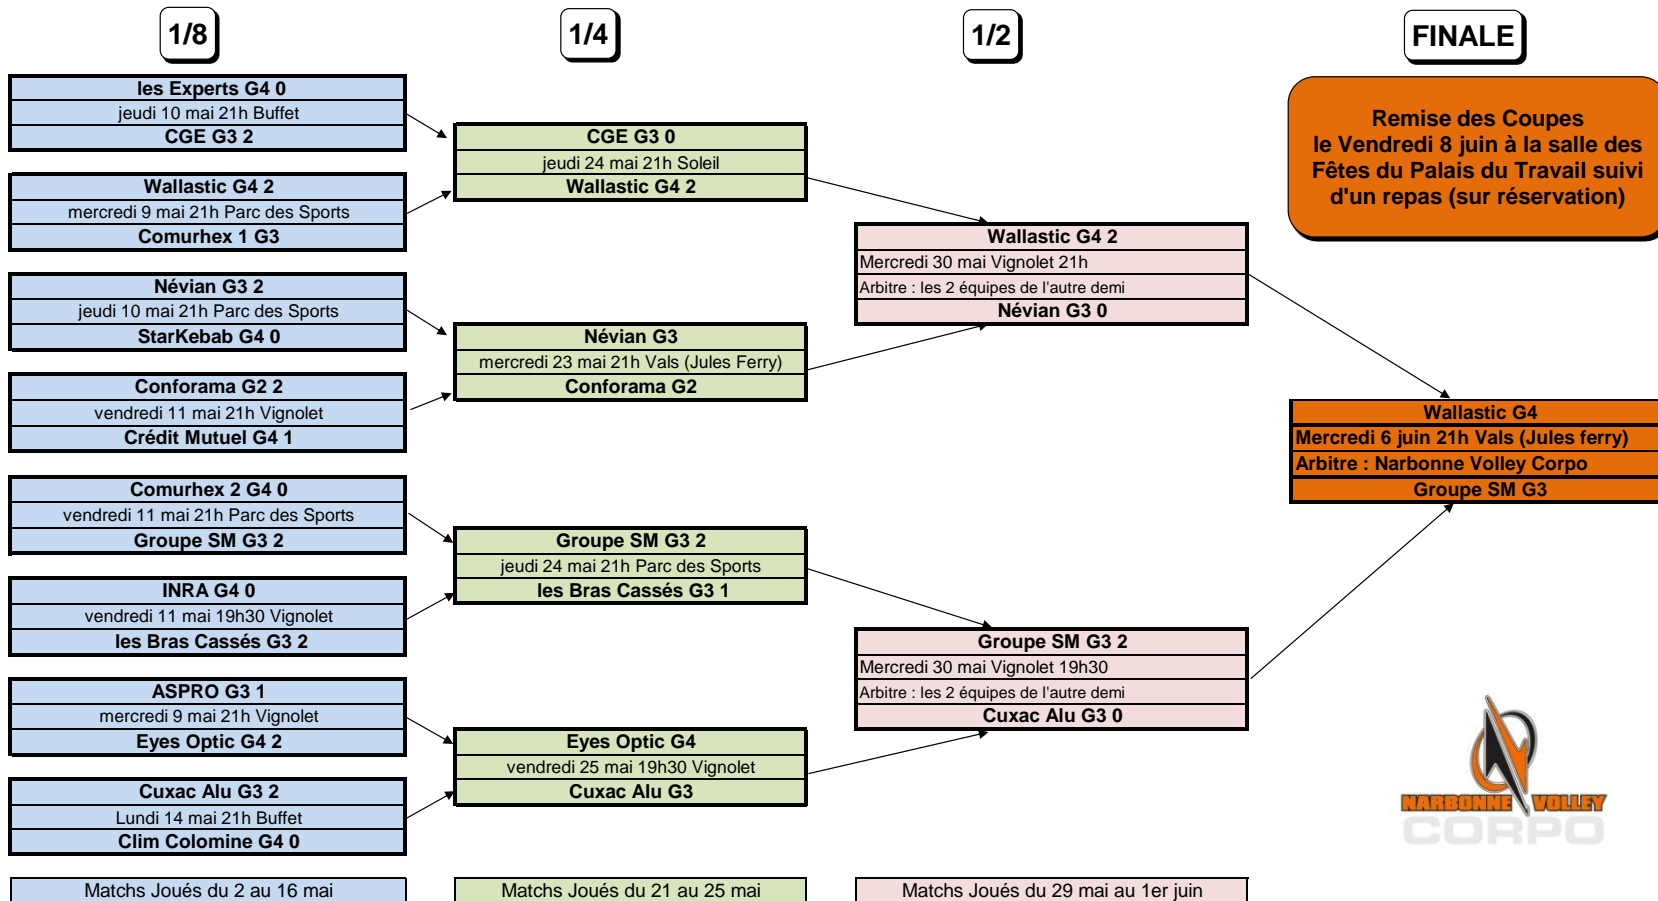 1/8
1/4
1/2
FINALE
les Experts G4 0
jeudi 10 mai 21h Buffet
CGE G3 2
Wallastic G4 2
mercredi 9 mai 21h Parc des Sports
Comurhex 1 G3
Névian G3 2
jeudi 10 mai 21h Parc des Sports
StarKebab G4 0
Conforama G2 2
vendredi 11 mai 21h Vignolet
Crédit Mutuel G4 1
Comurhex 2 G4 0
vendredi 11 mai 21h Parc des Sports
Groupe SM G3 2
INRA G4 0
vendredi 11 mai 19h30 Vignolet
les Bras Cassés G3 2
ASPRO G3 1
mercredi 9 mai 21h Vignolet
Eyes Optic G4 2
Cuxac Alu G3 2
Lundi 14 mai 21h Buffet
Clim Colomine G4 0
Matchs Joués du 2 au 16 mai
CGE G3 0
jeudi 24 mai 21h Soleil
Wallastic G4 2
Névian G3
mercredi 23 mai 21h Vals (Jules Ferry)
Conforama G2
Groupe SM G3 2
jeudi 24 mai 21h Parc des Sports
les Bras Cassés G3 1
Eyes Optic G4
vendredi 25 mai 19h30 Vignolet
Cuxac Alu G3
Matchs Joués du 21 au 25 mai
Wallastic G4 2
Mercredi 30 mai Vignolet 21h
Arbitre : les 2 équipes de l'autre demi
Névian G3 0
Groupe SM G3 2
Mercredi 30 mai Vignolet 19h30
Arbitre : les 2 équipes de l'autre demi
Cuxac Alu G3 0
Matchs Joués du 29 mai au 1er juin
Remise des Coupes
le Vendredi 8 juin à la salle des
Fêtes du Palais du Travail suivi
d'un repas (sur réservation)
Wallastic G4
Mercredi 6 juin 21h Vals (Jules ferry)
Arbitre : Narbonne Volley Corpo
Groupe SM G3
NARBONNE VOLLEY
CORPO